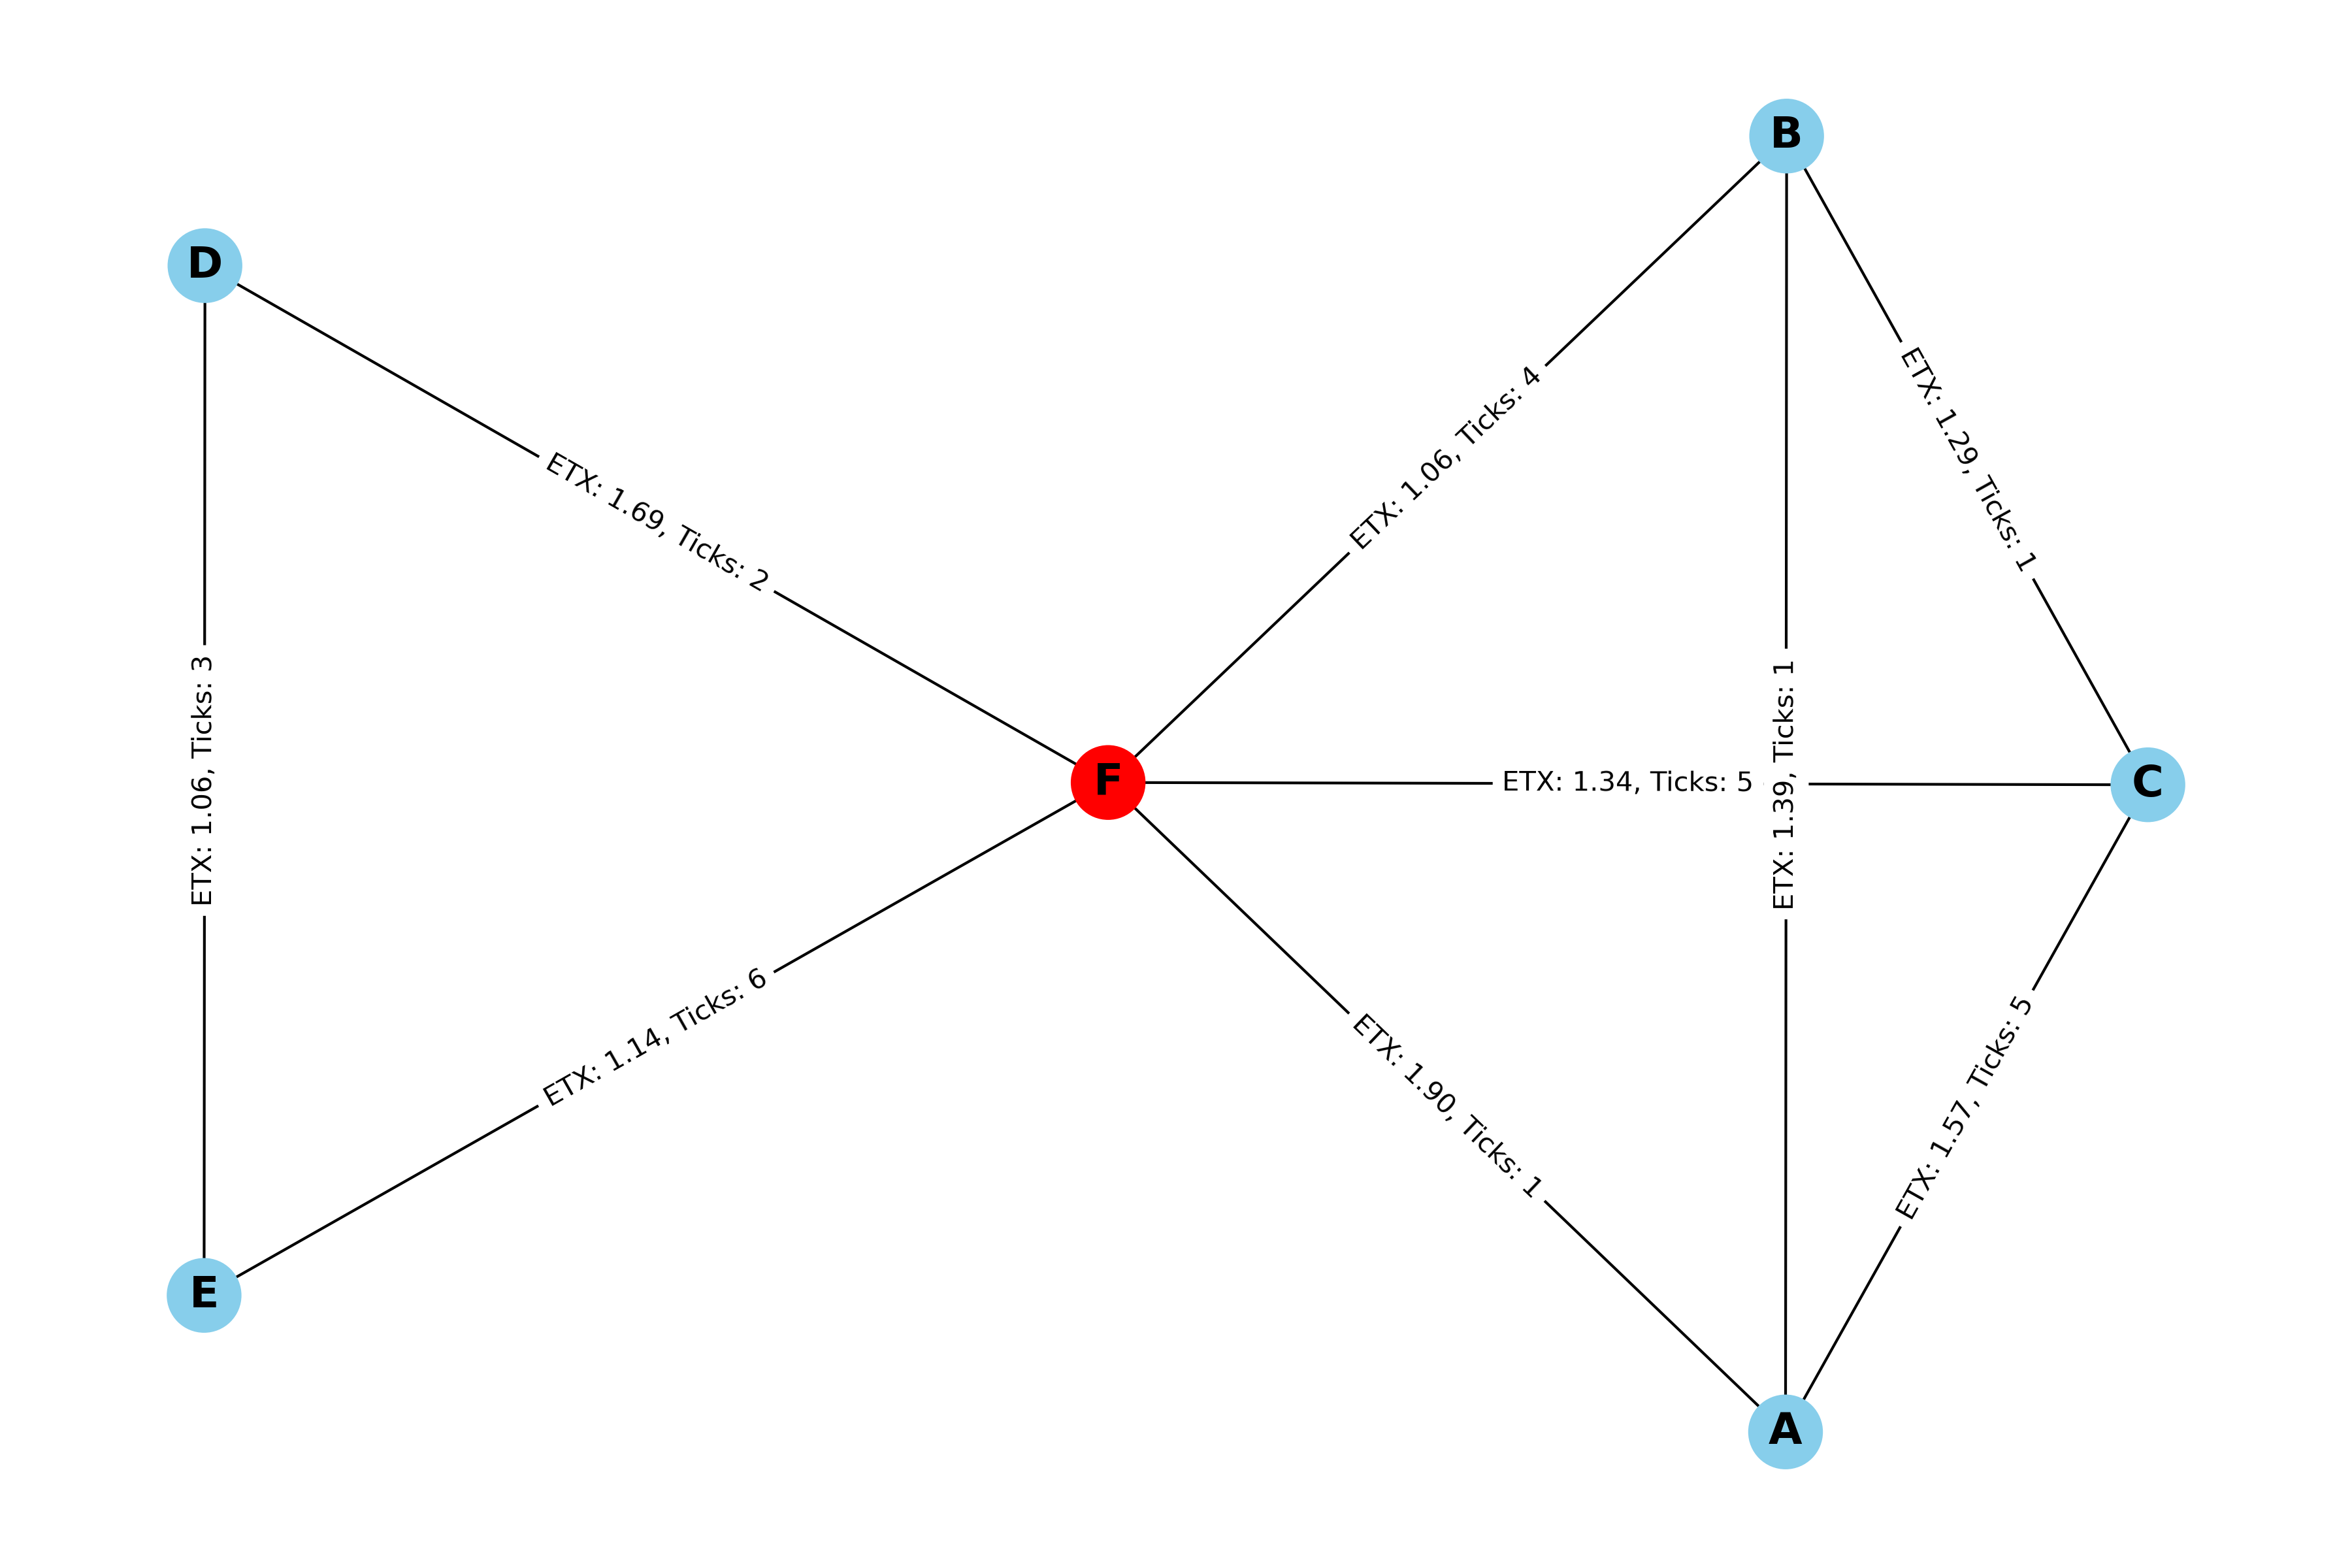 B
D
ETX: 1.29, Ticks: 1
ETX: 1.06, Ticks: 4
ETX: 1.69, Ticks: 2
ETX: 1.06, Ticks: 3
F
ETX: 1.34, Ticks: 5
ETX: 1.39, Ticks: 1
C
ETX: 1.14, Ticks: 6
ETX: 1.90, Ticks: 1
ETX: 1.57, Ticks: 5
E
A